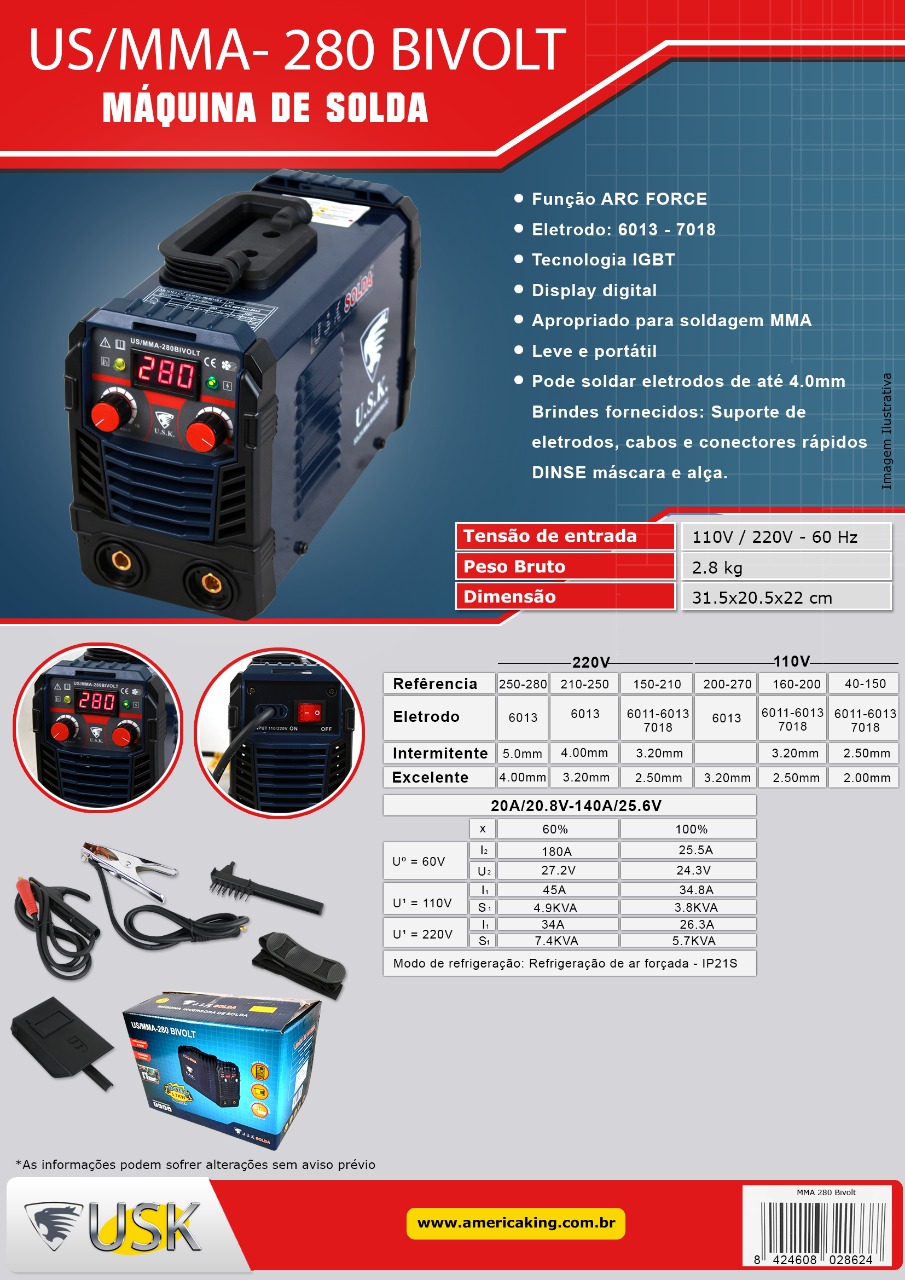 US/MMA- 280 BIVOLT
MÁQUINA DE SOLDA
Função ARC FORCE
Eletrodo: 6013 - 7018
Tecnologia IGBT
Display digital
Apropriado para soldagem MMA
Leve e portátil
Pode soldar eletrodos de até 4.0mm
Brindes fornecidos: Suporte de
eletrodos, cabos e conectores rápidos
DINSE máscara e alça.
Imagem Ilustrativa
US/MMA-280BIVOLT
280
U.S.K.
SOLDA
U.S.K.
Tensão de entrada 110V / 220V - 60 Hz
Peso Bruto 2.8 kg
Dimensão 31.5x20.5x22 cm
US/MMA-280BIVOLT
280
U.S.K.
INPUT 110/220V ON OFF
220V 110V
Refêrencia 250-280 210-250 150-210 200-270 160-200 40-150
Eletrodo 6013 6013 6011-6013 7018 6013 6011-6013 7018 6011-6013 7018
Intermitente 5.0mm 4.00mm 3.20mm 3.20mm 2.50mm
Excelente 4.00mm 3.20mm 2.50mm 3.20mm 2.50mm 2.00mm
20A/20.8V-140A/25.6V
x 60% 100%
U⁰ = 60V I₂ 180A 25.5A
U₂ 27.2V 24.3V
U¹ = 110V I₁ 45A 34.8A
S₁ 4.9KVA 3.8KVA
U¹ = 220V I₁ 34A 26.3A
S₁ 7.4KVA 5.7KVA
Modo de refrigeração: Refrigeração de ar forçada - IP21S
US/MMA-280 BIVOLT
SOLDA
*As informações podem sofrer alterações sem aviso prévio
USK
www.americaking.com.br
MMA 280 Bivolt
8 424608 028624